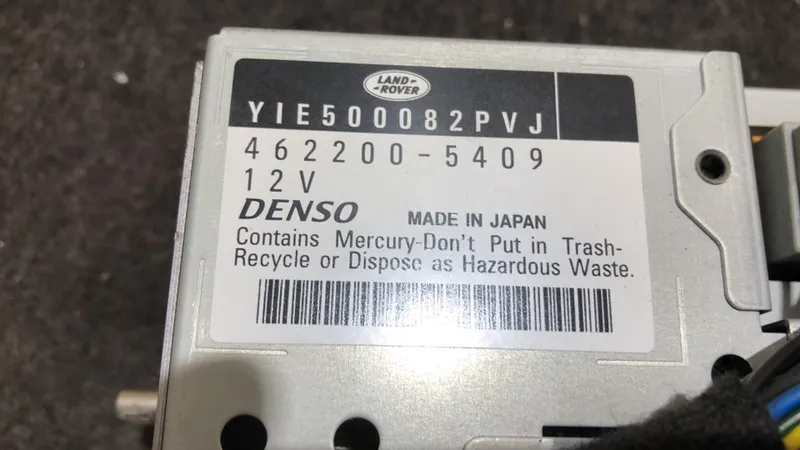 LAND-
-ROVER
YIE500082PVJ
462200-5409
12V
DENSO MADE IN JAPAN
Contains Mercury-Don't Put in Trash-
Recycle or Dispose as Hazardous Waste.